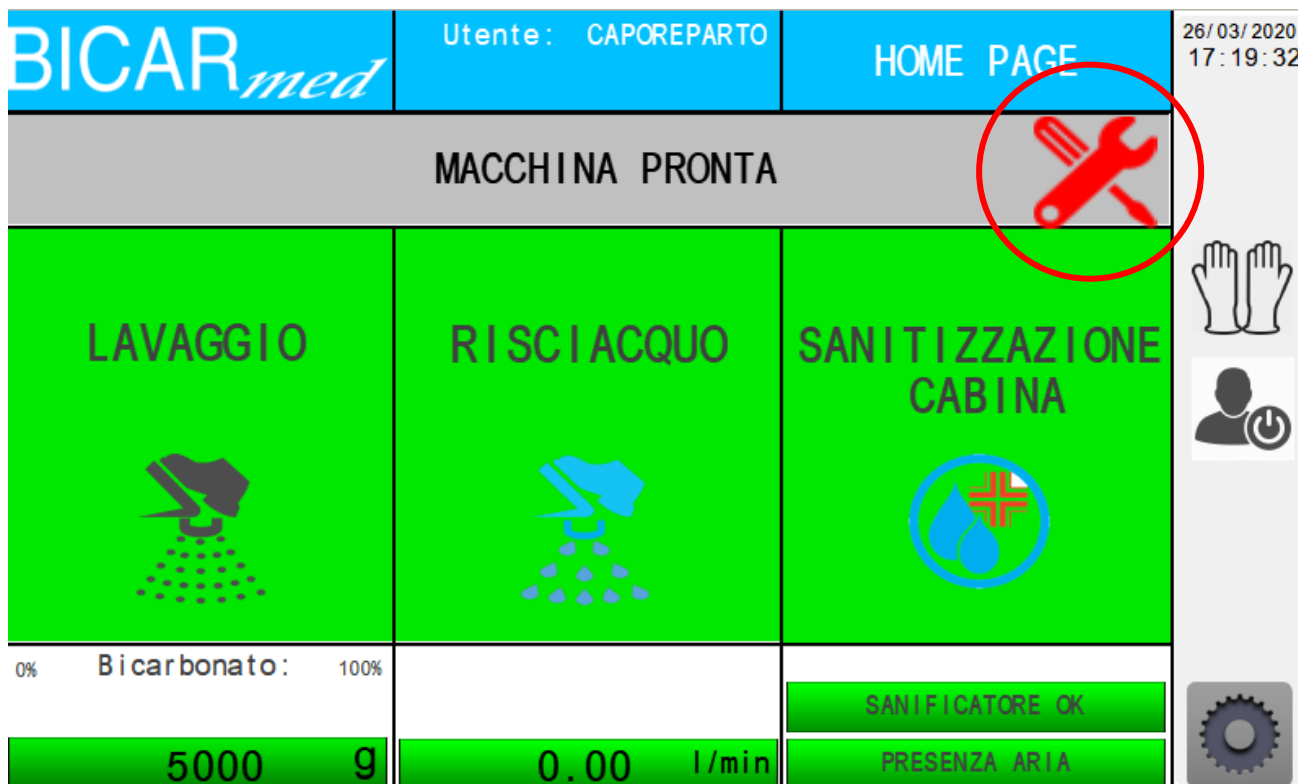 BICARmed
Utente: CAPOREPARTO
HOME PAGE
26/03/2020
17:19:32
MACCHINA PRONTA
LAVAGGIO
RISCIACQUO
SANITIZZAZIONE
CABINA
0% Bicarbonato: 100%
SANIFICATORE OK
5000 g
0.00 l/min
PRESENZA ARIA